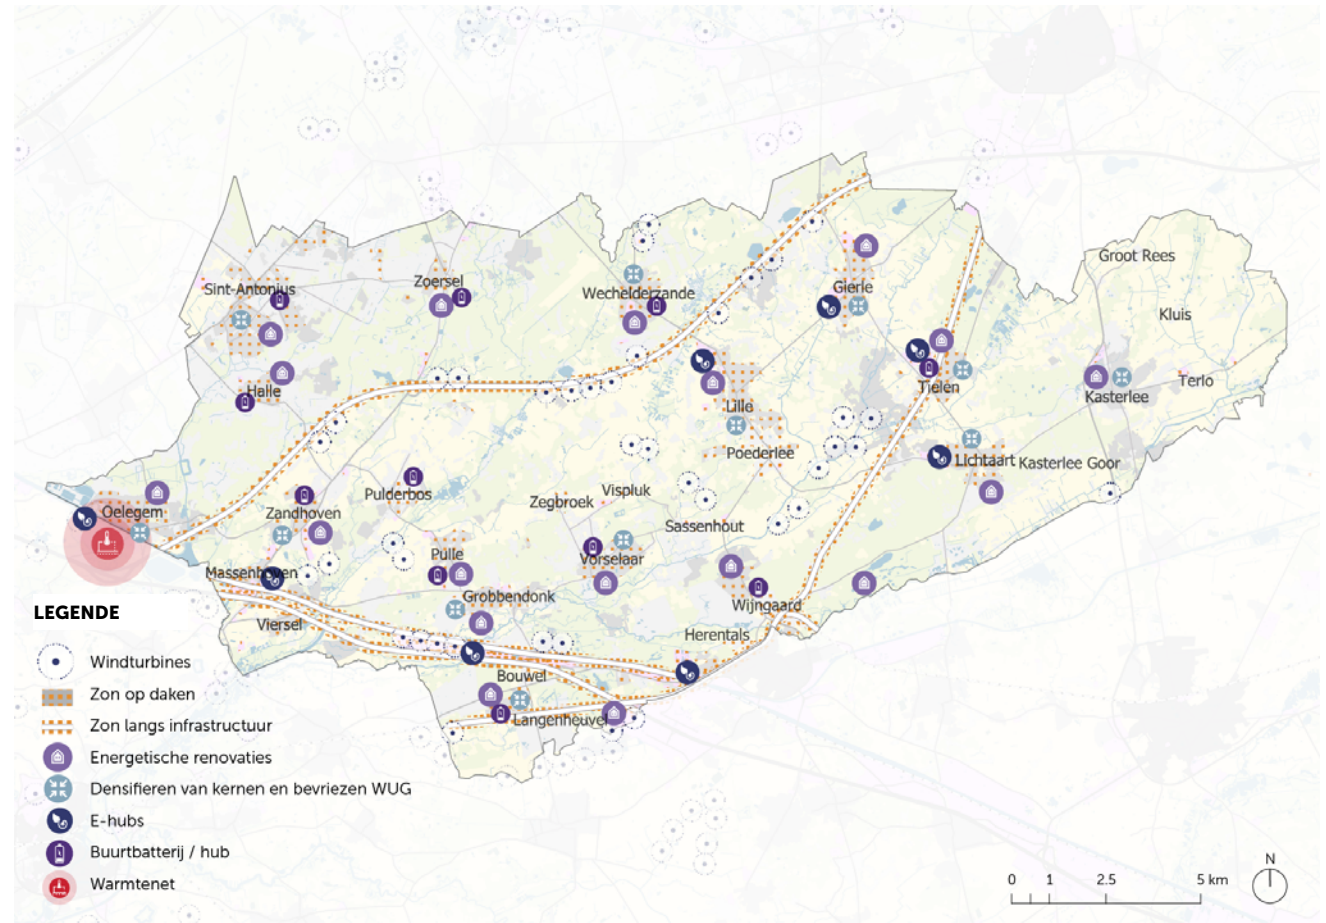 Groot Rees
Sint-Antonius
Zoersel
Wechelderzande
Gierle
Kluis
Halle
Lille
Tielen
Terlo
Kasterlee
Poederlee
Lichtaart
Kasterlee Goor
Pulderbos
Vispluk
Zegbroek
Oelegem
Zandhoven
Sassenhout
Pulle
Vorselaar
Massenhoven
Grobbendonk
Wijngaard
Viersel
Herentals
Bouwel
Langenheuvel
LEGENDE
Windturbines
Zon op daken
Zon langs infrastructuur
Energetische renovaties
Densifieren van kernen en bevriezen WUG
E-hubs
Buurtbatterij / hub
Warmtenet
N
0 1 2.5 5 km